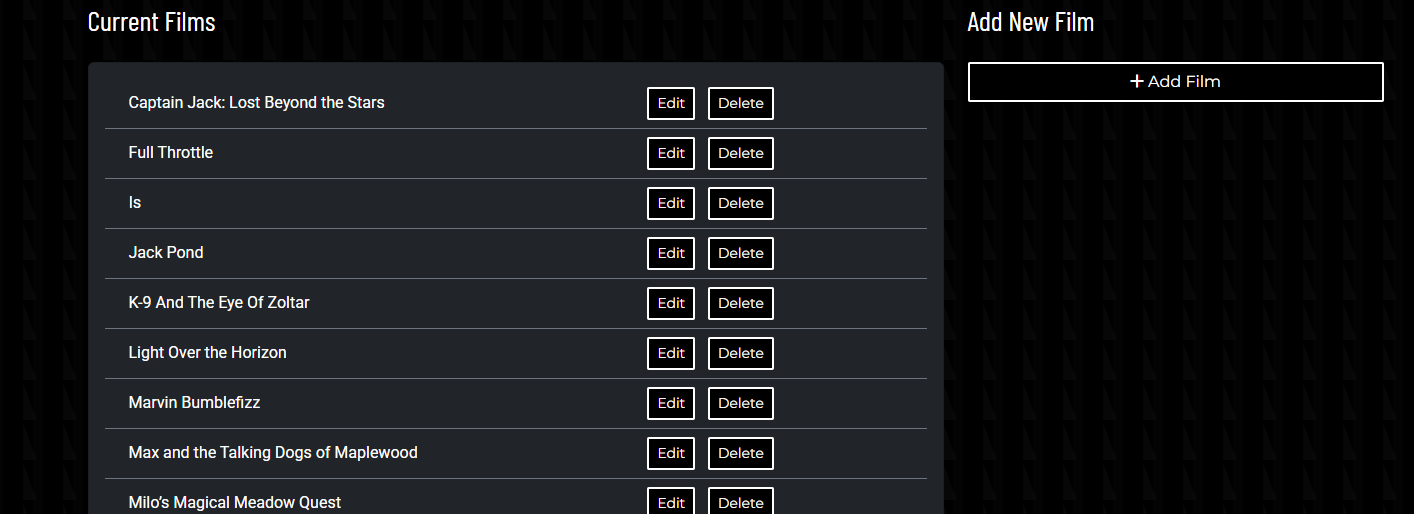 Current Films
Add New Film
Captain Jack: Lost Beyond the Stars Edit Delete
+ Add Film
Full Throttle Edit Delete
Is Edit Delete
Jack Pond Edit Delete
K-9 And The Eye Of Zoltar Edit Delete
Light Over the Horizon Edit Delete
Marvin Bumblefizz Edit Delete
Max and the Talking Dogs of Maplewood Edit Delete
Milo’s Magical Meadow Quest Edit Delete